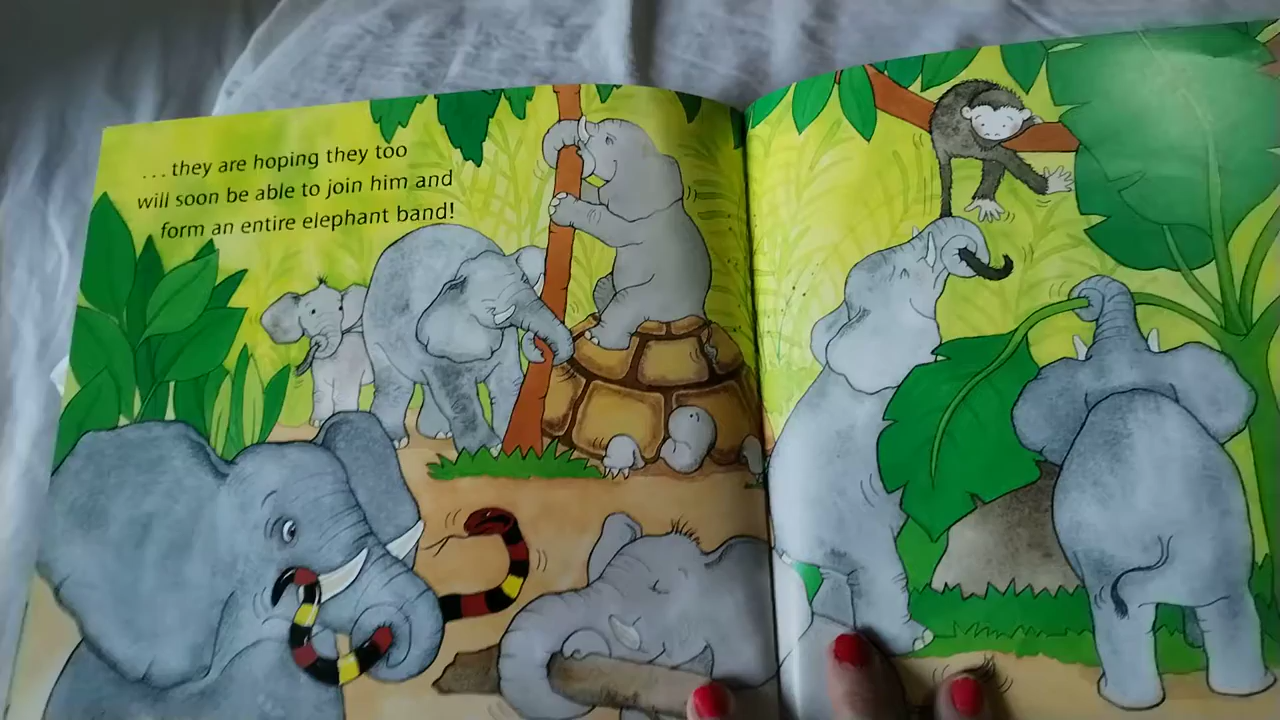 ...they are hoping they too
will soon be able to join him and
form an entire elephant band!